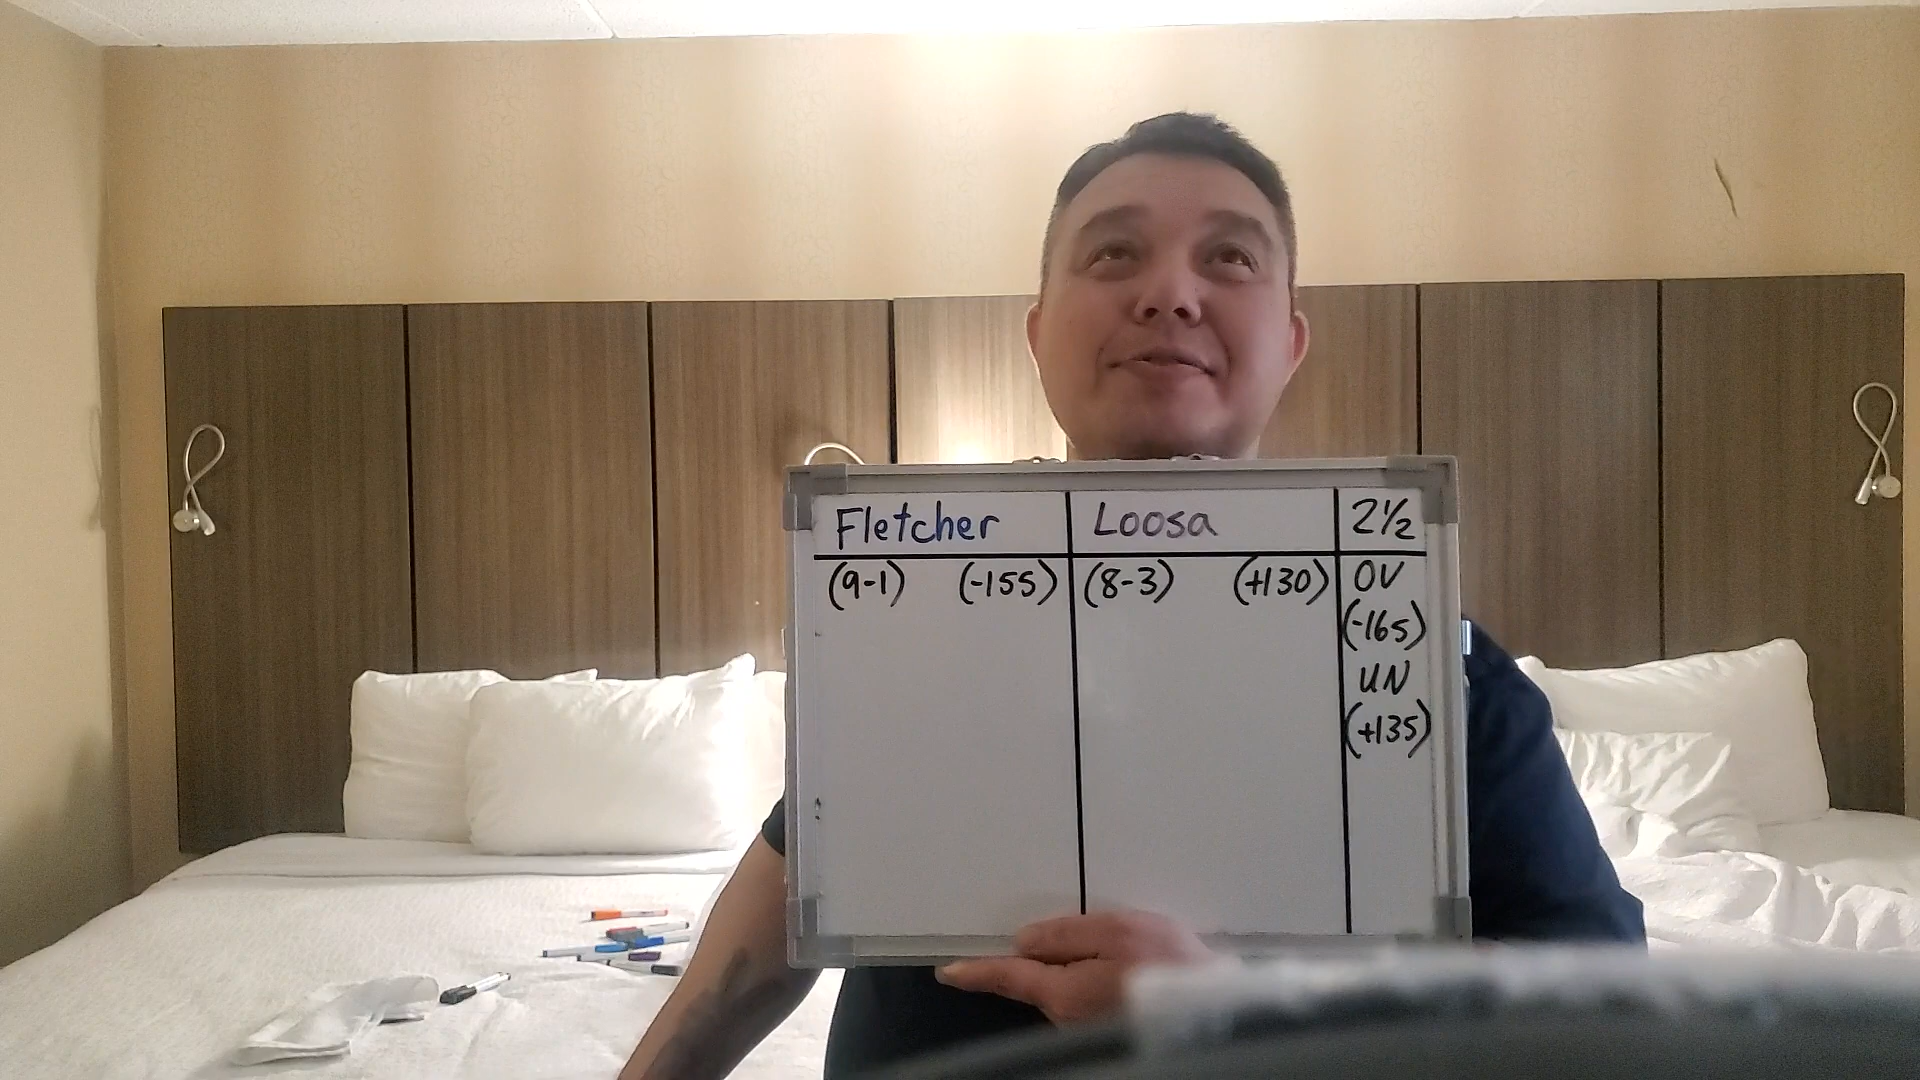 Fletcher Loosa 2½
(9-1) (-155) (8-3) (+130) OV
(-165)
UN
(+135)